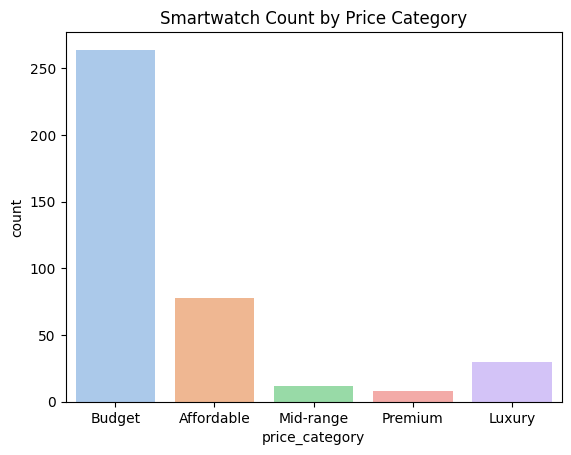 Smartwatch Count by Price Category
count
250
200
150
100
50
0
Budget Affordable Mid-range Premium Luxury
price_category